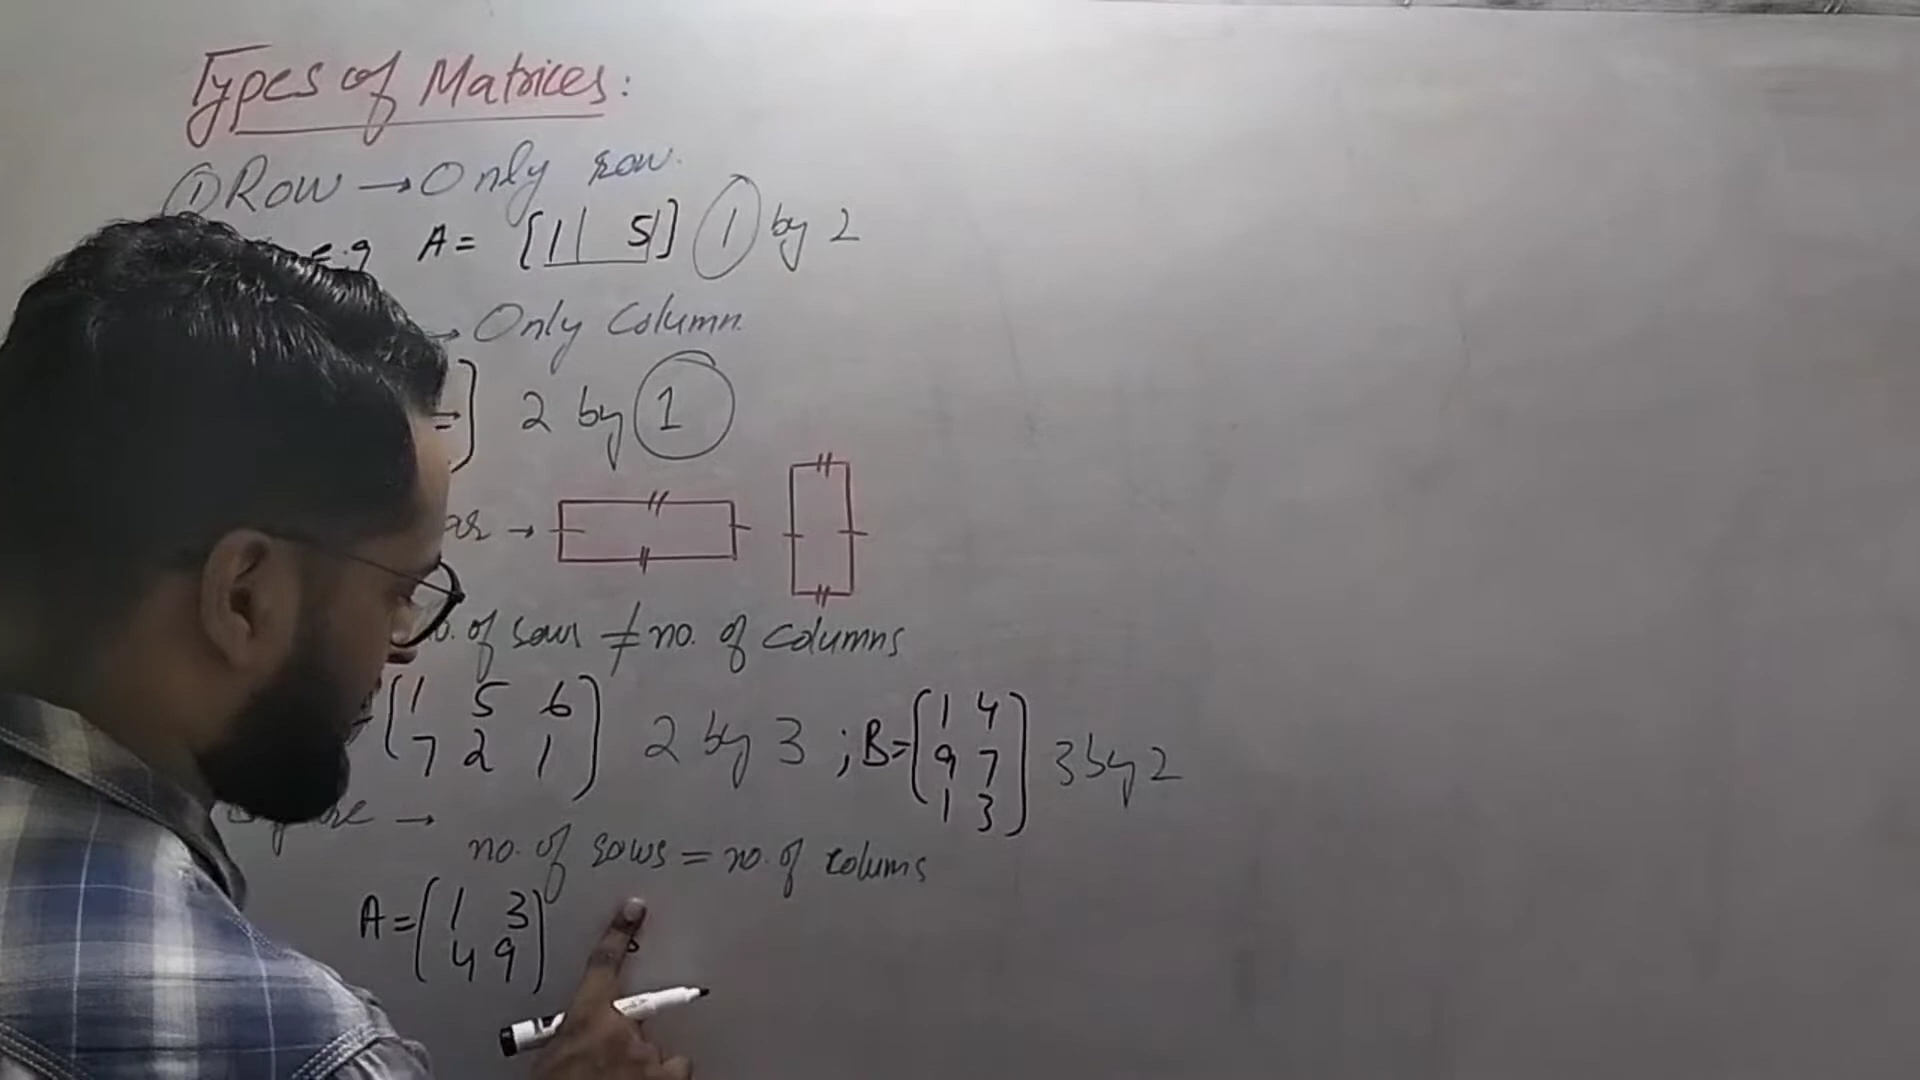 Types of Matrices:
① Row → Only row.
e.g A = [1 5] ① by 2
→ Only Column.
2 by ①
ar →
no. of rows ≠ no. of columns
= [1 5 6
7 2 1] 2 by 3 ; B = [1 4
9 7
1 3] 3 by 2
→
no. of rows = no. of colums
A = [1 3
4 9]